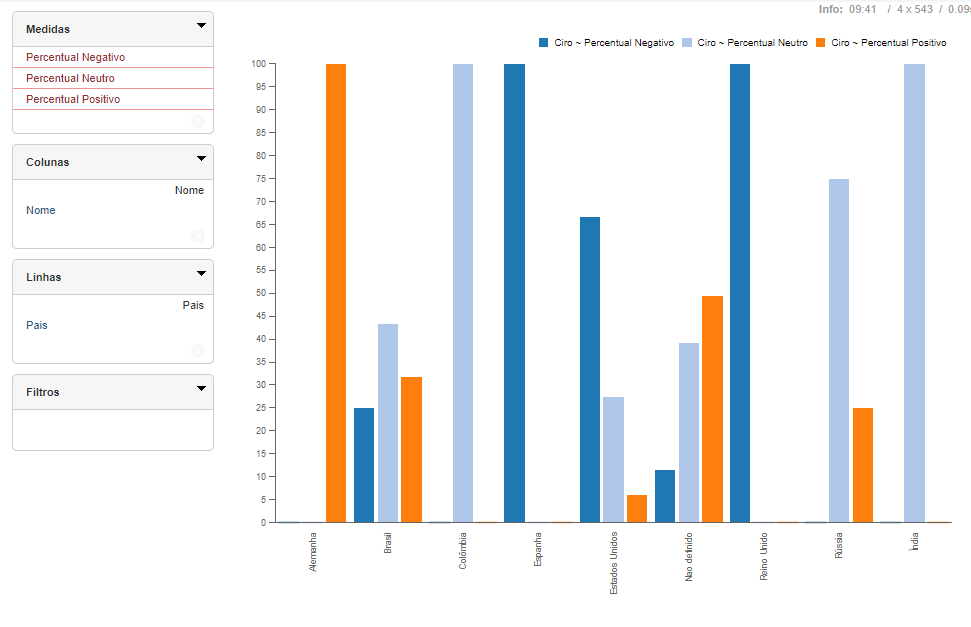 Info: 09:41 / 4 x 543 / 0.09s
Medidas
Percentual Negativo
Percentual Neutro
Percentual Positivo
Colunas
Nome
Nome
Linhas
Pais
Pais
Filtros
Ciro ~ Percentual Negativo Ciro ~ Percentual Neutro Ciro ~ Percentual Positivo
100
95
90
85
80
75
70
65
60
55
50
45
40
35
30
25
20
15
10
5
0
Alemanha
Brasil
Colômbia
Espanha
Estados Unidos
Nao definido
Reino Unido
Rússia
Índia